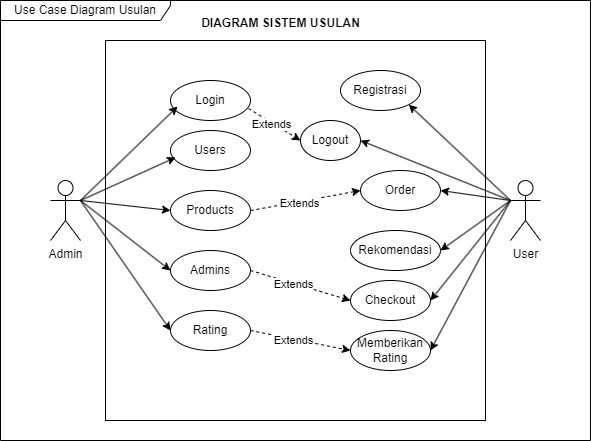 Use Case Diagram Usulan
DIAGRAM SISTEM USULAN
Login
Registrasi
Extends
Logout
Users
Products
Extends
Order
Admin
User
Rekomendasi
Admins
Extends
Checkout
Rating
Extends
Memberikan
Rating